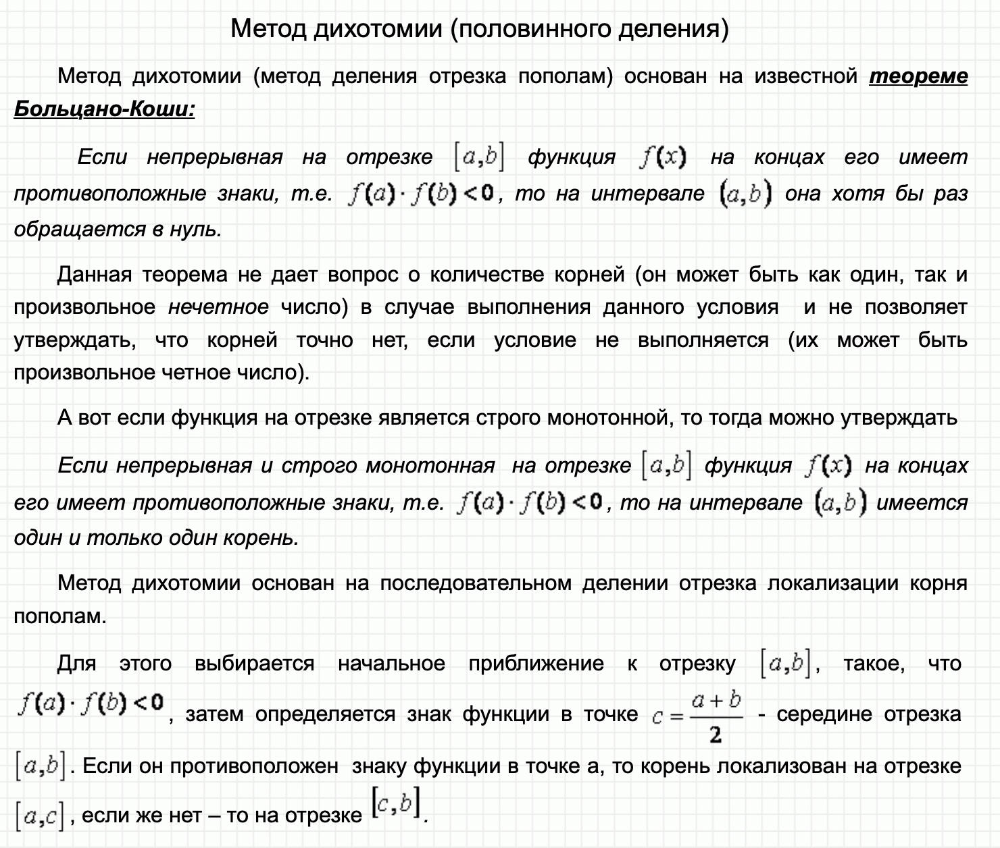 Метод дихотомии (половинного деления)
Метод дихотомии (метод деления отрезка пополам) основан на известной теореме
Больцано-Коши:
Если непрерывная на отрезке [a,b] функция f(x) на концах его имеет
противоположные знаки, т.е. f(a)· f(b) <0, то на интервале (a,b) она хотя бы раз
обращается в нуль.
Данная теорема не дает вопрос о количестве корней (он может быть как один, так и
произвольное нечетное число) в случае выполнения данного условия и не позволяет
утверждать, что корней точно нет, если условие не выполняется (их может быть
произвольное четное число).
А вот если функция на отрезке является строго монотонной, то тогда можно утверждать
Если непрерывная и строго монотонная на отрезке [a,b] функция f(x) на концах
его имеет противоположные знаки, т.е. f(a)· f(b) <0, то на интервале (a,b) имеется
один и только один корень.
Метод дихотомии основан на последовательном делении отрезка локализации корня
пополам.
Для этого выбирается начальное приближение к отрезку [a,b], такое, что
f(a)· f(b) <0, затем определяется знак функции в точке c = (a + b)/2 - середине отрезка
[a,b]. Если он противоположен знаку функции в точке a, то корень локализован на отрезке
[a,c], если же нет – то на отрезке [c,b].